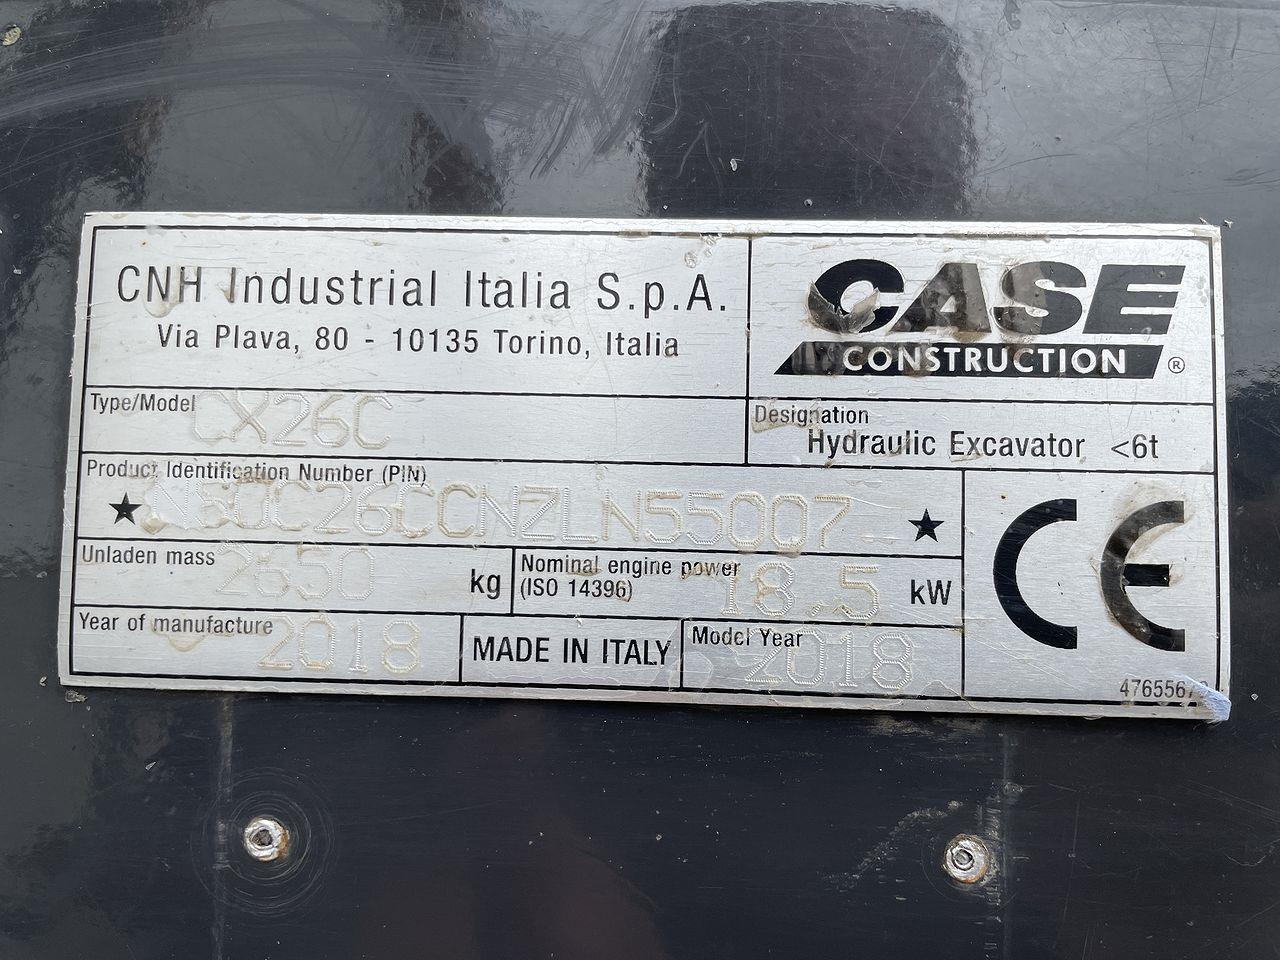 CNH Industrial Italia S.p.A.
Via Plava, 80 - 10135 Torino, Italia
CASE
CONSTRUCTION ®
Type/Model CX26C
Designation
Hydraulic Excavator <6t
Product Identification Number (PIN)
★ N5OC26CCNZLN55007 ★
Unladen mass 2650 kg
Nominal engine power
(ISO 14396) 18.5 kW
CE
Year of manufacture 2018
MADE IN ITALY
Model Year 2018